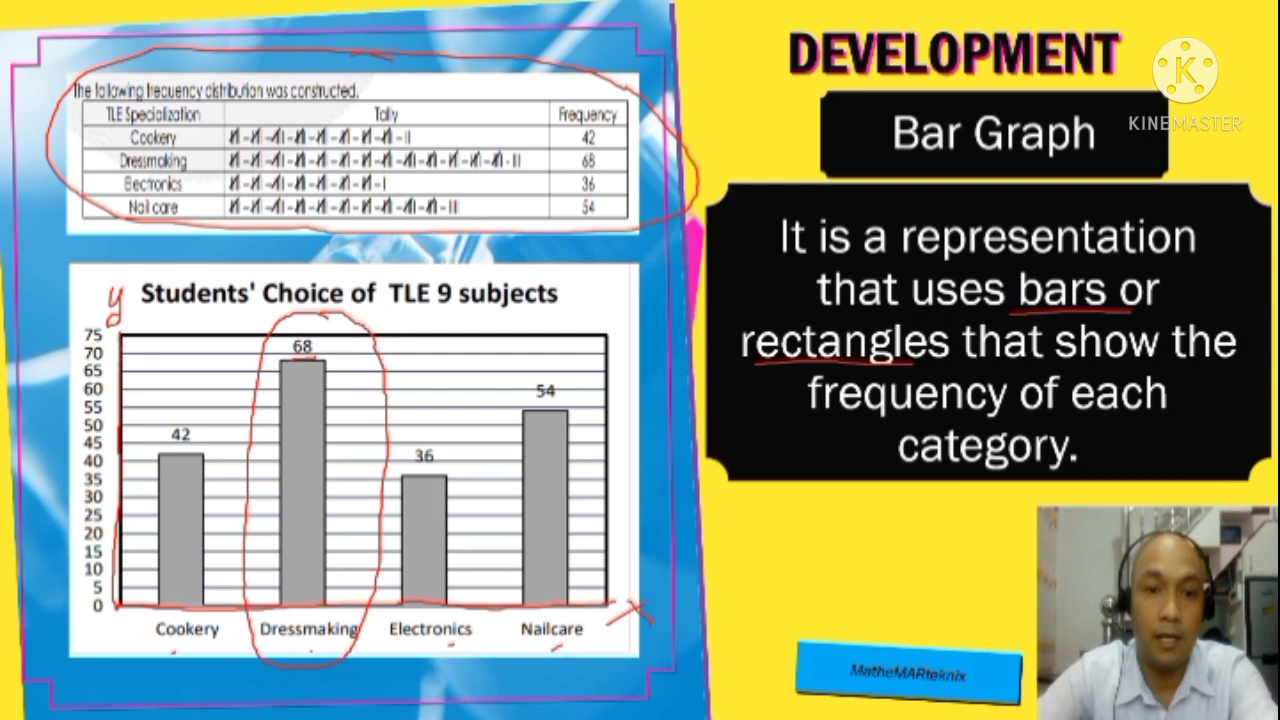 The following frequency distribution was constructed.
TLE Specialization Tally Frequency
Cookery 42
Dressmaking 68
Electronics 36
Nail care 54
y
Students' Choice of TLE 9 subjects
75
70
65
60
55
50
45
40
35
30
25
20
15
10
5
0
42
68
36
54
Cookery Dressmaking Electronics Nailcare
x
DEVELOPMENT
K
KINEMASTER
Bar Graph
It is a representation
that uses bars or
rectangles that show the
frequency of each
category.
MatheMARteknix